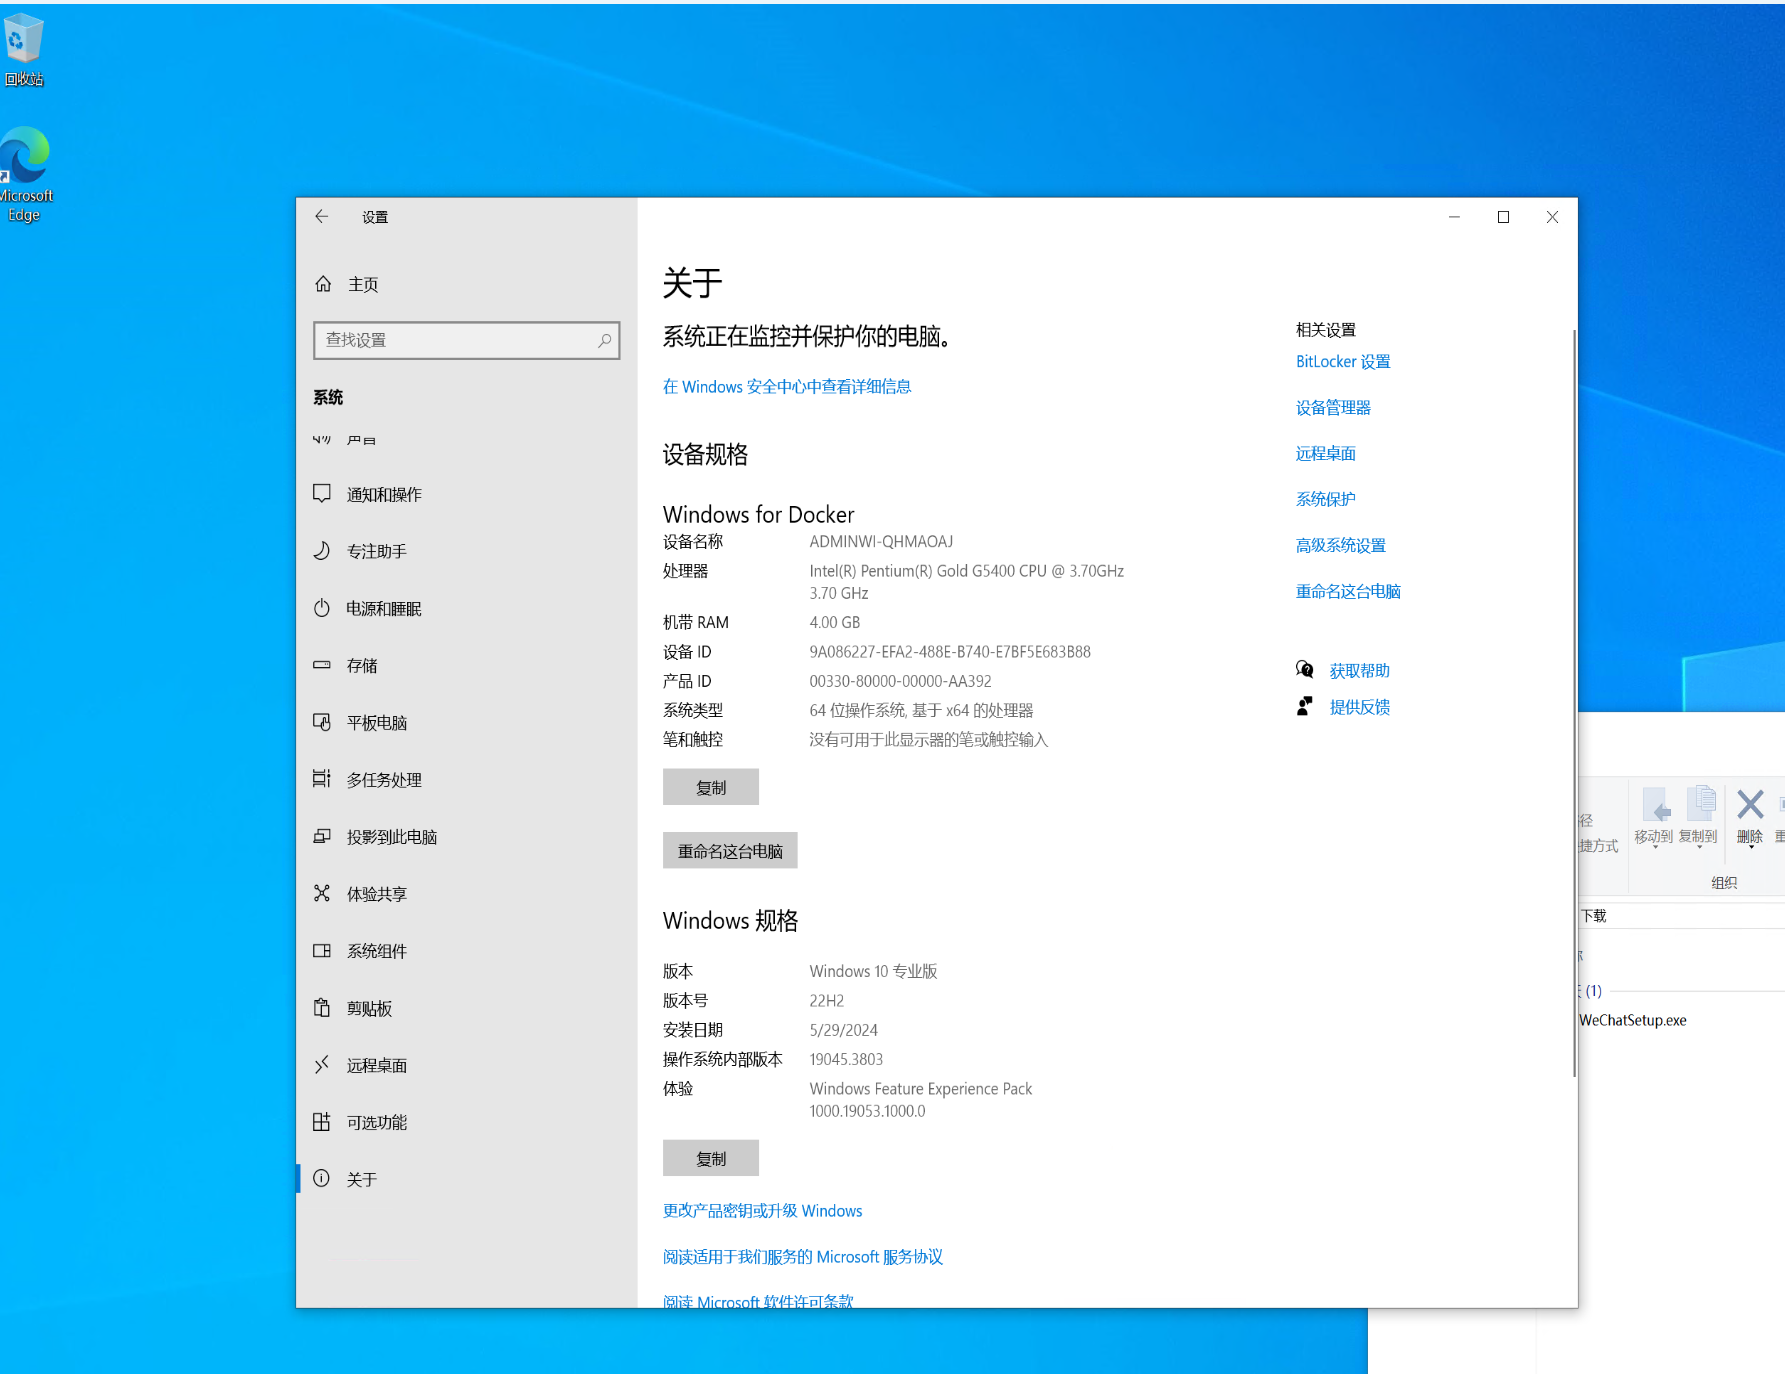 回收站
Microsoft
Edge
设置
主页
查找设置
系统
声音
通知和操作
专注助手
电源和睡眠
存储
平板电脑
多任务处理
投影到此电脑
体验共享
系统组件
剪贴板
远程桌面
可选功能
关于
关于
系统正在监控并保护你的电脑。
在 Windows 安全中心中查看详细信息
设备规格
Windows for Docker
设备名称 ADMINWI-QHMAOAJ
处理器 Intel(R) Pentium(R) Gold G5400 CPU @ 3.70GHz
3.70 GHz
机带 RAM 4.00 GB
设备 ID 9A086227-EFA2-488E-B740-E7BF5E683B88
产品 ID 00330-80000-00000-AA392
系统类型 64 位操作系统, 基于 x64 的处理器
笔和触控 没有可用于此显示器的笔或触控输入
复制
重命名这台电脑
Windows 规格
版本 Windows 10 专业版
版本号 22H2
安装日期 5/29/2024
操作系统内部版本 19045.3803
体验 Windows Feature Experience Pack
1000.19053.1000.0
复制
更改产品密钥或升级 Windows
阅读适用于我们服务的 Microsoft 服务协议
阅读 Microsoft 软件许可条款
相关设置
BitLocker 设置
设备管理器
远程桌面
系统保护
高级系统设置
重命名这台电脑
获取帮助
提供反馈
径
捷方式
移动到
复制到
删除
重
组织
下载
(1)
WeChatSetup.exe